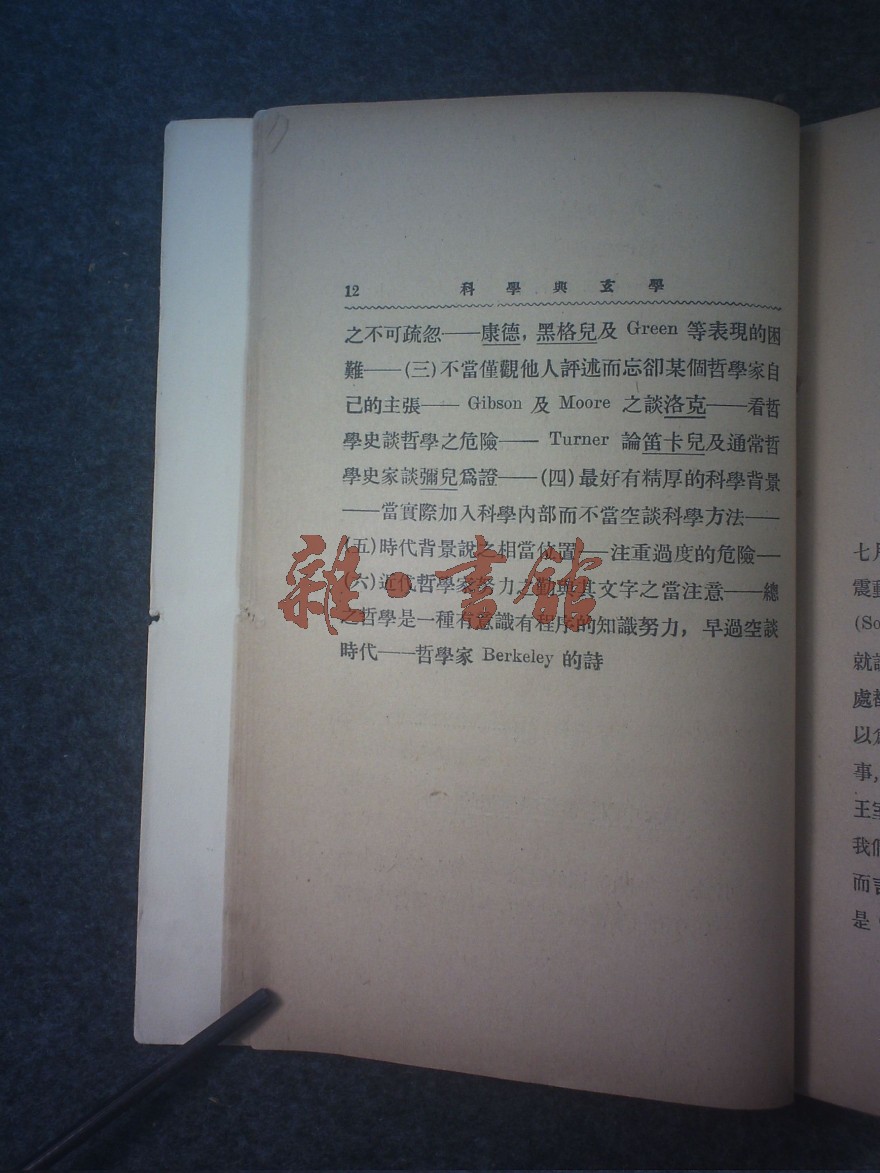 12 科學與玄學
之不可疏忽——康德，黑格兒及 Green 等表現的困
難——(三)不當僅觀他人評述而忘卻某個哲學家自
己的主張—— Gibson 及 Moore 之談洛克——看哲
學史談哲學之危險—— Turner 論笛卡兒及通常哲
學史家談彌兒爲證——(四)最好有精厚的科學背景
——當實際加入科學內部而不當空談科學方法——
(五)時代背景說之相當位置——注重過度的危險—
(六)近代哲學家努力之勤與其文字之當注意——總
之哲學是一種有意識有程序的知識努力，早過空談
時代——哲學家 Berkeley 的詩
雜·書館
七月
震動
(So
就
處
以
事，
王
我們
而
是